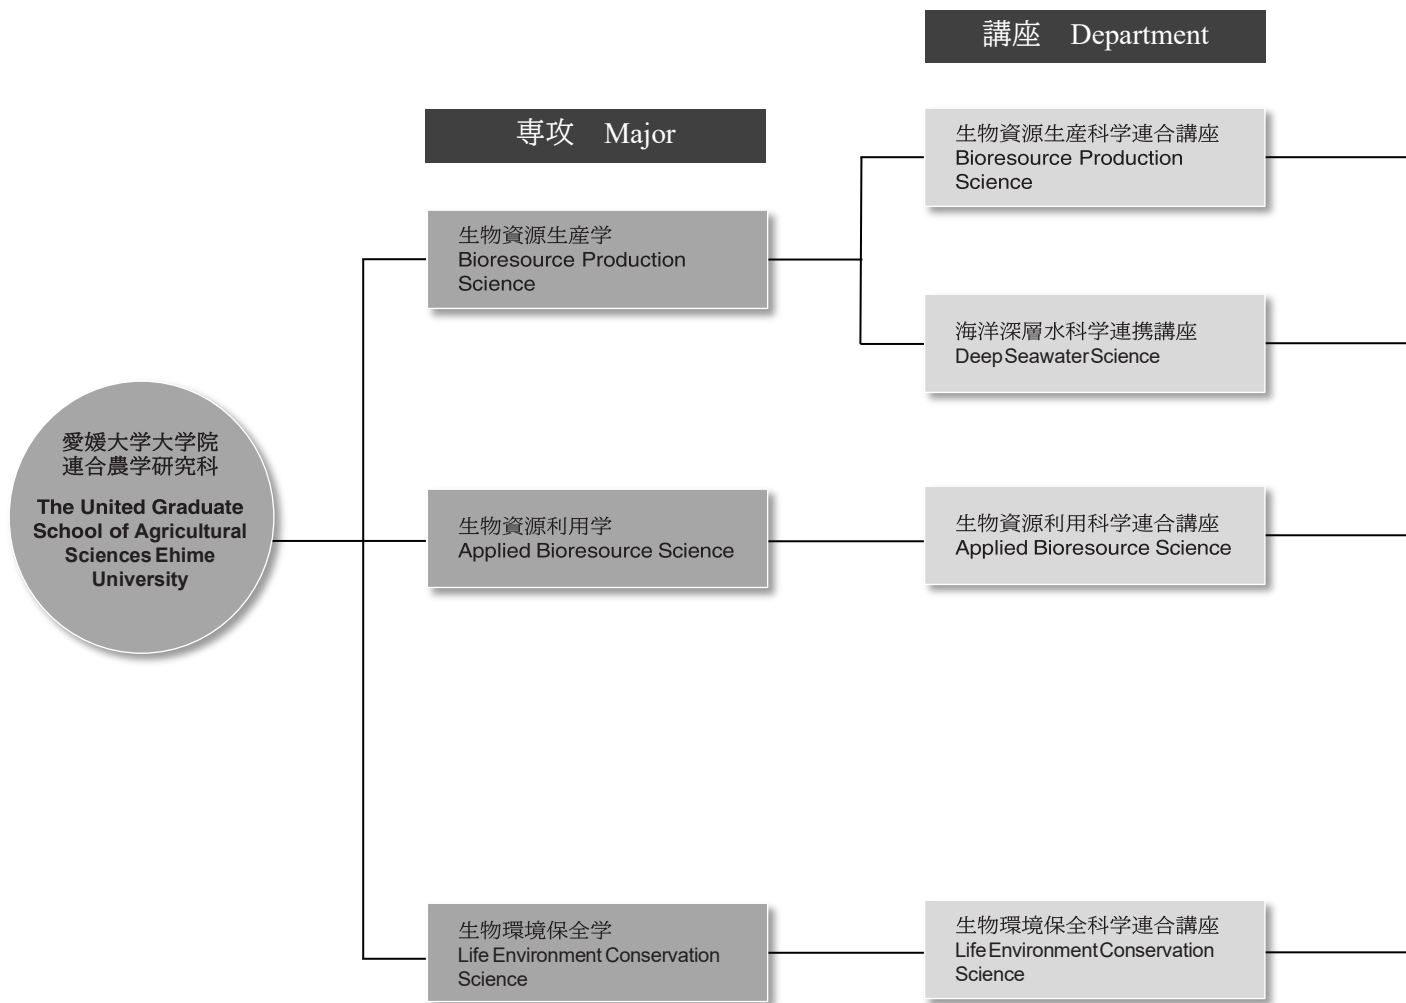 講座　Department
専攻　Major
生物資源生産科学連合講座
Bioresource Production
Science
生物資源生産学
Bioresource Production
Science
海洋深層水科学連携講座
Deep Seawater Science
愛媛大学大学院
連合農学研究科
The United Graduate
School of Agricultural
Sciences Ehime
University
生物資源利用学
Applied Bioresource Science
生物資源利用科学連合講座
Applied Bioresource Science
生物環境保全学
Life Environment Conservation
Science
生物環境保全科学連合講座
Life Environment Conservation
Science